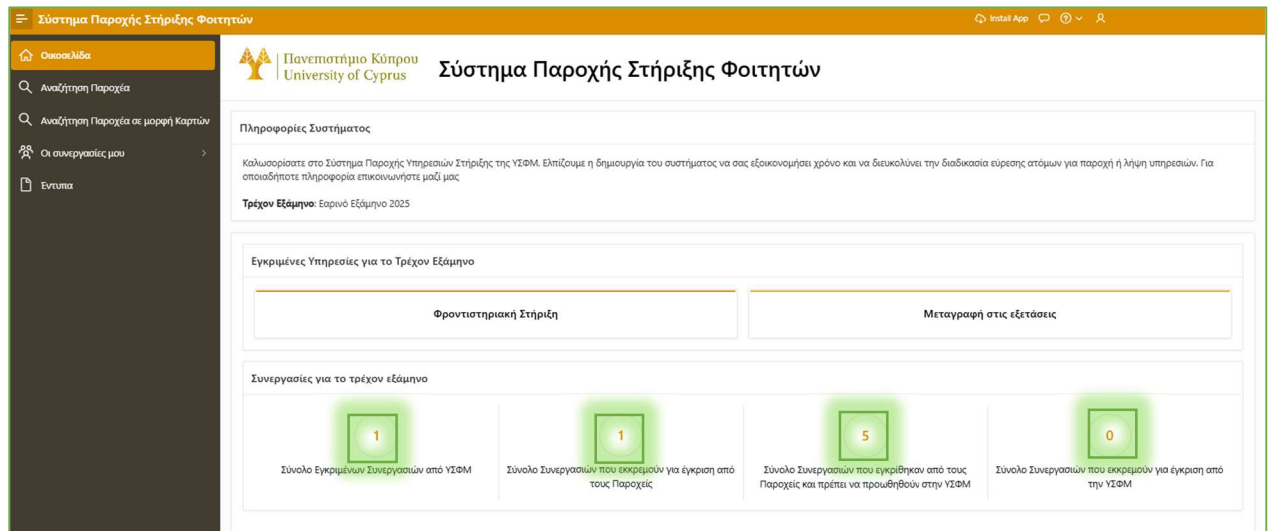 Σύστημα Παροχής Στήριξης Φοιτητών
Install App
Οικοσελίδα
Αναζήτηση Παροχέα
Αναζήτηση Παροχέα σε μορφή Καρτών
Οι συνεργασίες μου
Έντυπα
Πανεπιστήμιο Κύπρου
University of Cyprus
Σύστημα Παροχής Στήριξης Φοιτητών
Πληροφορίες Συστήματος
Καλωσορίσατε στο Σύστημα Παροχής Υπηρεσιών Στήριξης της ΥΣΦΜ. Ελπίζουμε η δημιουργία του συστήματος να σας εξοικονομήσει χρόνο και να διευκολύνει την διαδικασία εύρεσης ατόμων για παροχή ή λήψη υπηρεσιών. Για
οποιαδήποτε πληροφορία επικοινωνήστε μαζί μας
Τρέχον Εξάμηνο: Εαρινό Εξάμηνο 2025
Εγκριμένες Υπηρεσίες για το Τρέχον Εξάμηνο
Φροντιστηριακή Στήριξη
Μεταγραφή στις εξετάσεις
Συνεργασίες για το τρέχον εξάμηνο
1
Σύνολο Εγκριμένων Συνεργασιών από ΥΣΦΜ
1
Σύνολο Συνεργασιών που εκκρεμούν για έγκριση από
τους Παροχείς
5
Σύνολο Συνεργασιών που εγκρίθηκαν από τους
Παροχείς και πρέπει να προωθηθούν στην ΥΣΦΜ
0
Σύνολο Συνεργασιών που εκκρεμούν για έγκριση από
την ΥΣΦΜ